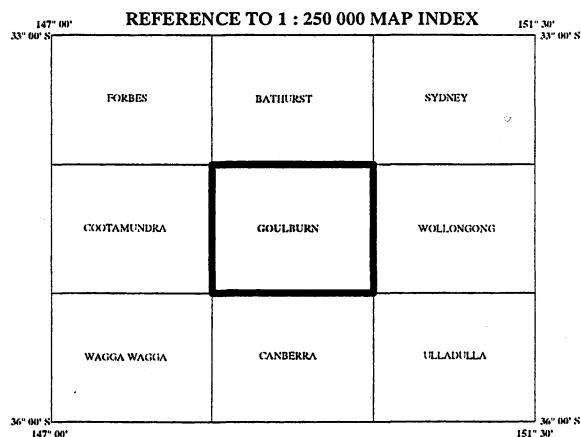 REFERENCE TO 1 : 250 000 MAP INDEX
147° 00' 151° 30'
33° 00' S 33° 00' S
FORBES BATHURST SYDNEY
COOTAMUNDRA GOULBURN WOLLONGONG
WAGGA WAGGA CANBERRA ULLADULLA
36° 00' S 36° 00' S
147° 00' 151° 30'